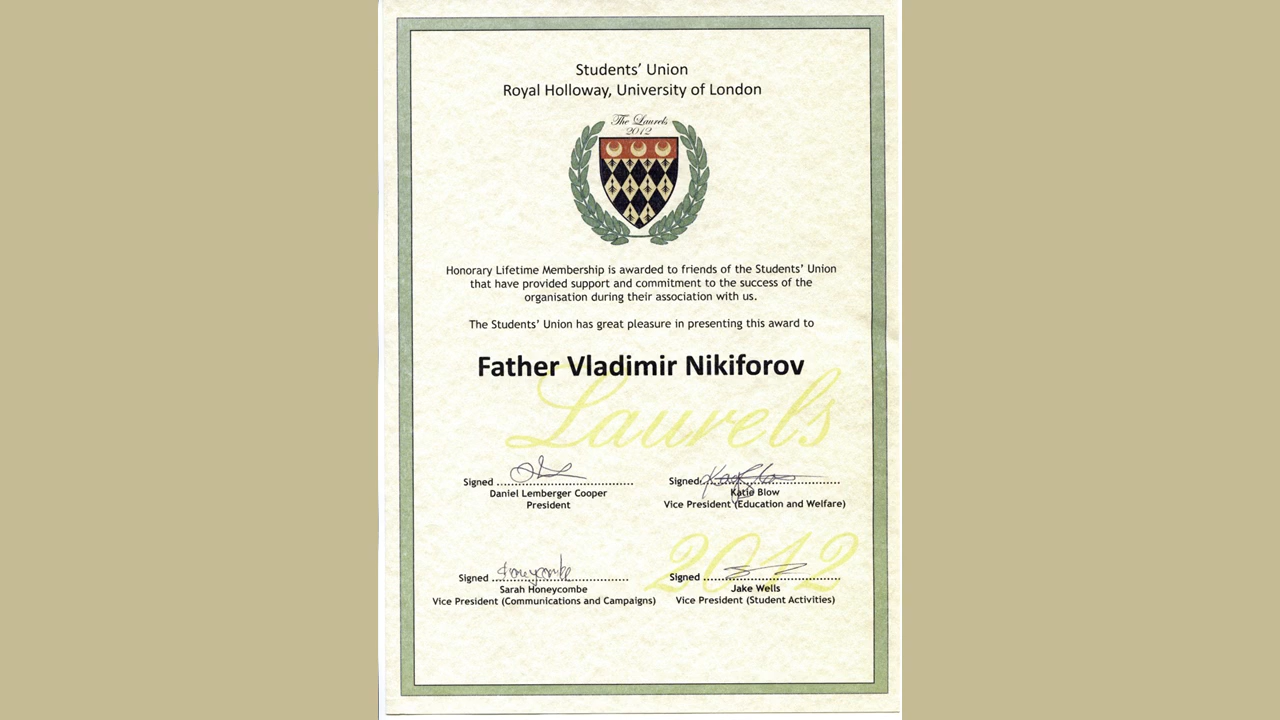 Students’ Union
Royal Holloway, University of London
The Laurels
2012
Honorary Lifetime Membership is awarded to friends of the Students’ Union
that have provided support and commitment to the success of the
organisation during their association with us.
The Students’ Union has great pleasure in presenting this award to
Father Vladimir Nikiforov
Laurels
Signed ................................... Signed ...................................
Daniel Lemberger Cooper Katie Blow
President Vice President (Education and Welfare)
2012
Signed ................................... Signed ...................................
Sarah Honeycombe Jake Wells
Vice President (Communications and Campaigns) Vice President (Student Activities)